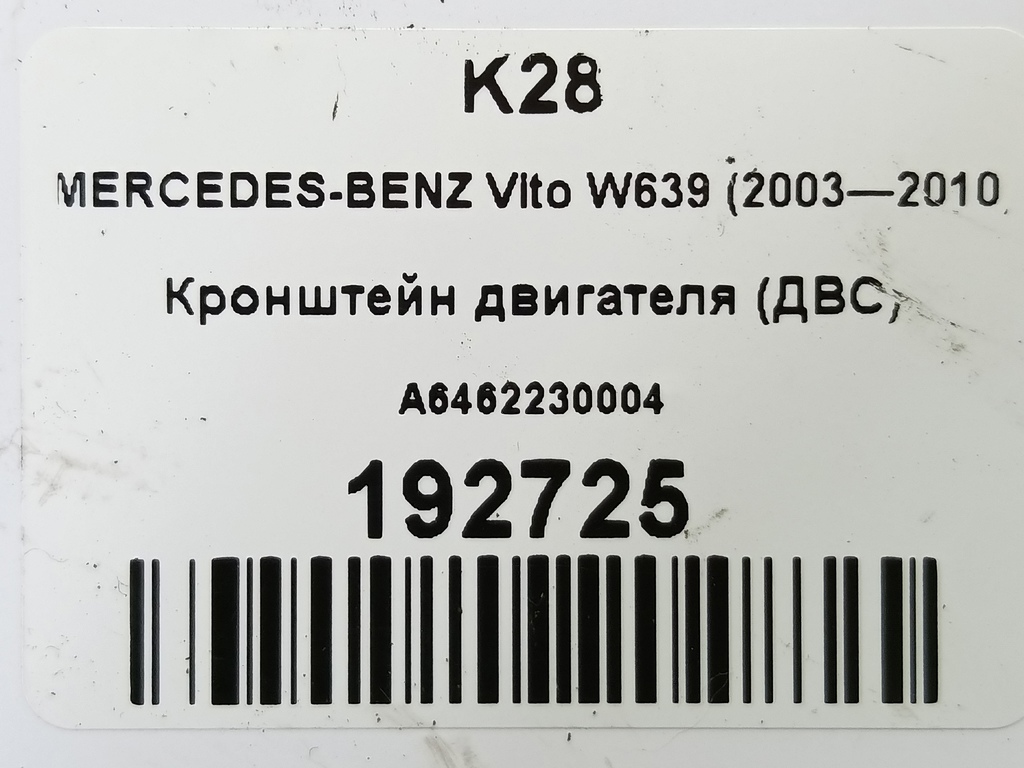 K28
MERCEDES-BENZ Vito W639 (2003—2010
Кронштейн двигателя (ДВС)
A6462230004
192725